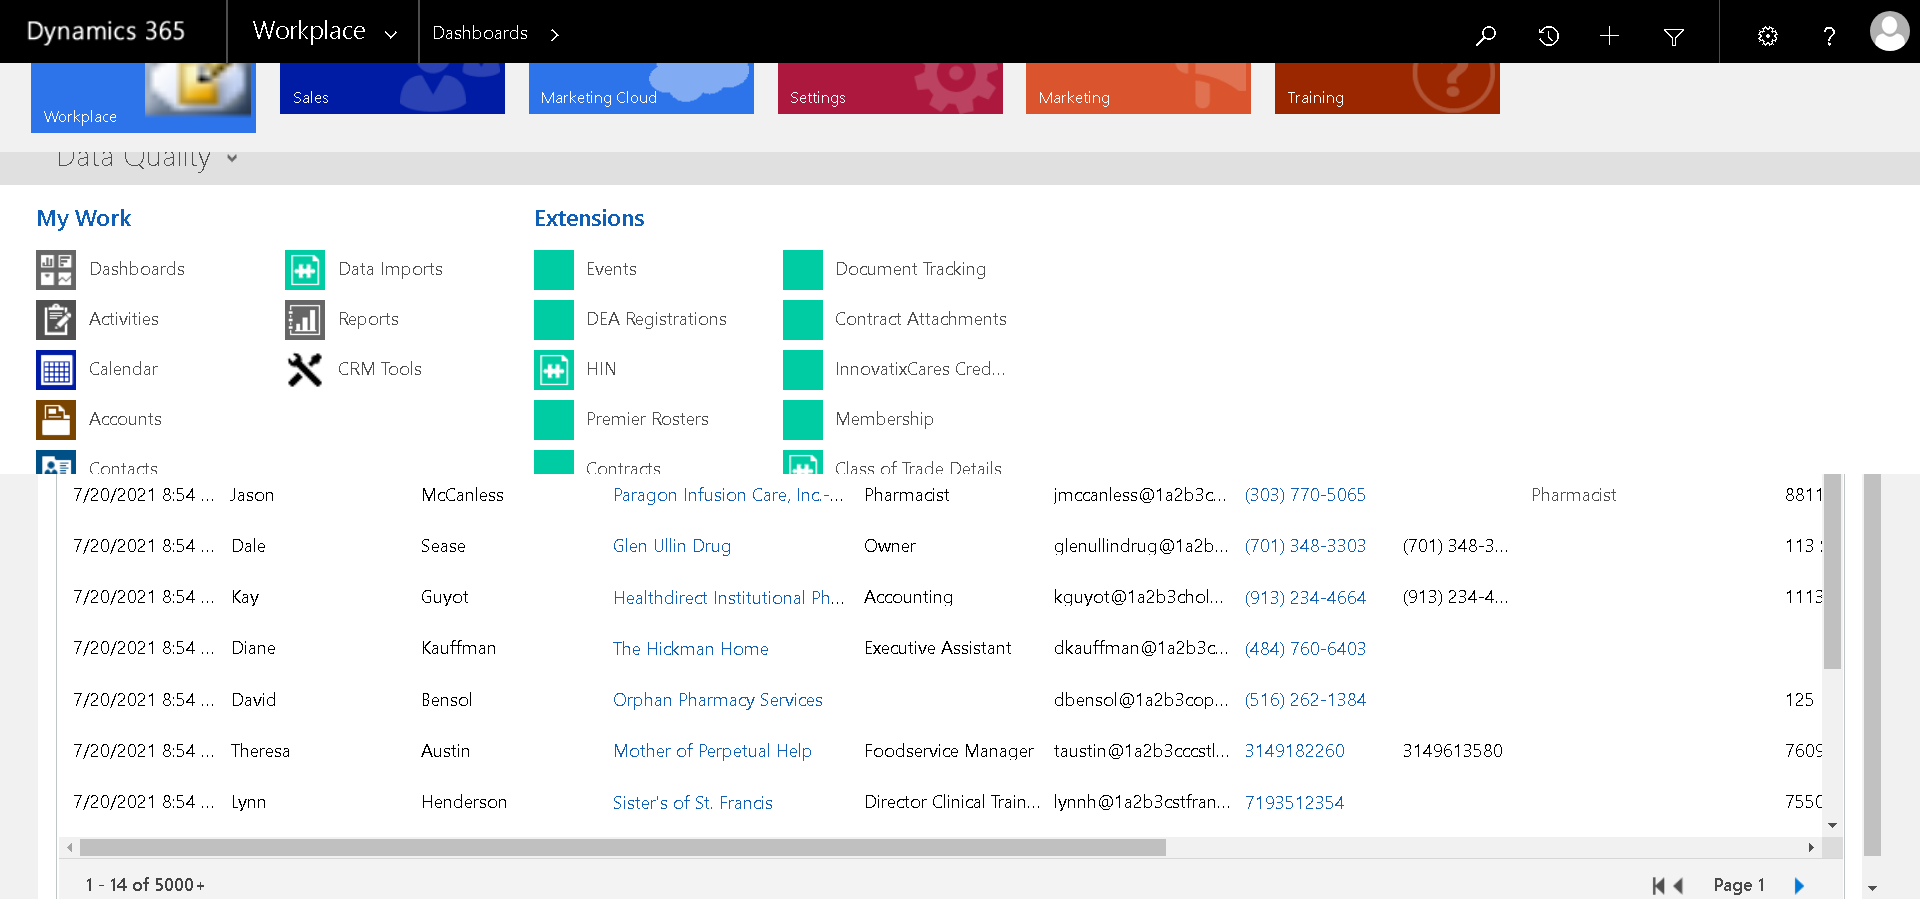 Dynamics 365 Workplace Dashboards
Workplace Sales Marketing Cloud Settings Marketing Training
Data Quality
My Work Extensions
Dashboards Data Imports Events Document Tracking
Activities Reports DEA Registrations Contract Attachments
Calendar CRM Tools HIN InnovatixCares Cred...
Accounts Premier Rosters Membership
Contacts Contracts Class of Trade Details
7/20/2021 8:54 ... Jason McCanless Paragon Infusion Care, Inc.-... Pharmacist jmccanless@1a2b3c... (303) 770-5065 Pharmacist 8811
7/20/2021 8:54 ... Dale Sease Glen Ullin Drug Owner glenullindrug@1a2b... (701) 348-3303 (701) 348-3... 113
7/20/2021 8:54 ... Kay Guyot Healthdirect Institutional Ph... Accounting kguyot@1a2b3chol... (913) 234-4664 (913) 234-4... 1113
7/20/2021 8:54 ... Diane Kauffman The Hickman Home Executive Assistant dkauffman@1a2b3c... (484) 760-6403
7/20/2021 8:54 ... David Bensol Orphan Pharmacy Services dbensol@1a2b3cop... (516) 262-1384 125
7/20/2021 8:54 ... Theresa Austin Mother of Perpetual Help Foodservice Manager taustin@1a2b3cccstl... 3149182260 3149613580 7609
7/20/2021 8:54 ... Lynn Henderson Sister's of St. Francis Director Clinical Train... lynnh@1a2b3cstfran... 7193512354 7550
1 - 14 of 5000+ Page 1